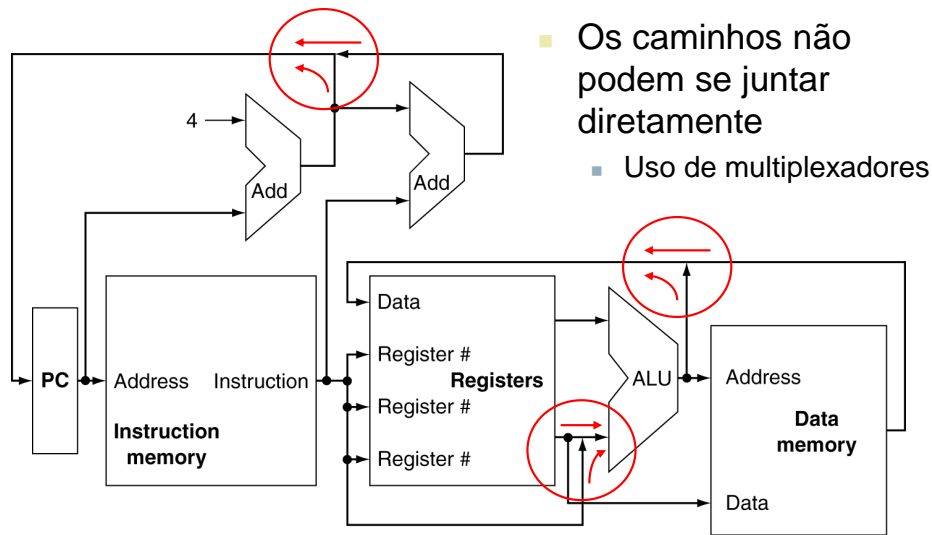 Os caminhos não
podem se juntar
diretamente
Uso de multiplexadores
4
Add
Add
Data
Register #
Register #
Register #
Registers
PC
Address
Instruction
Instruction
memory
ALU
Address
Data
memory
Data